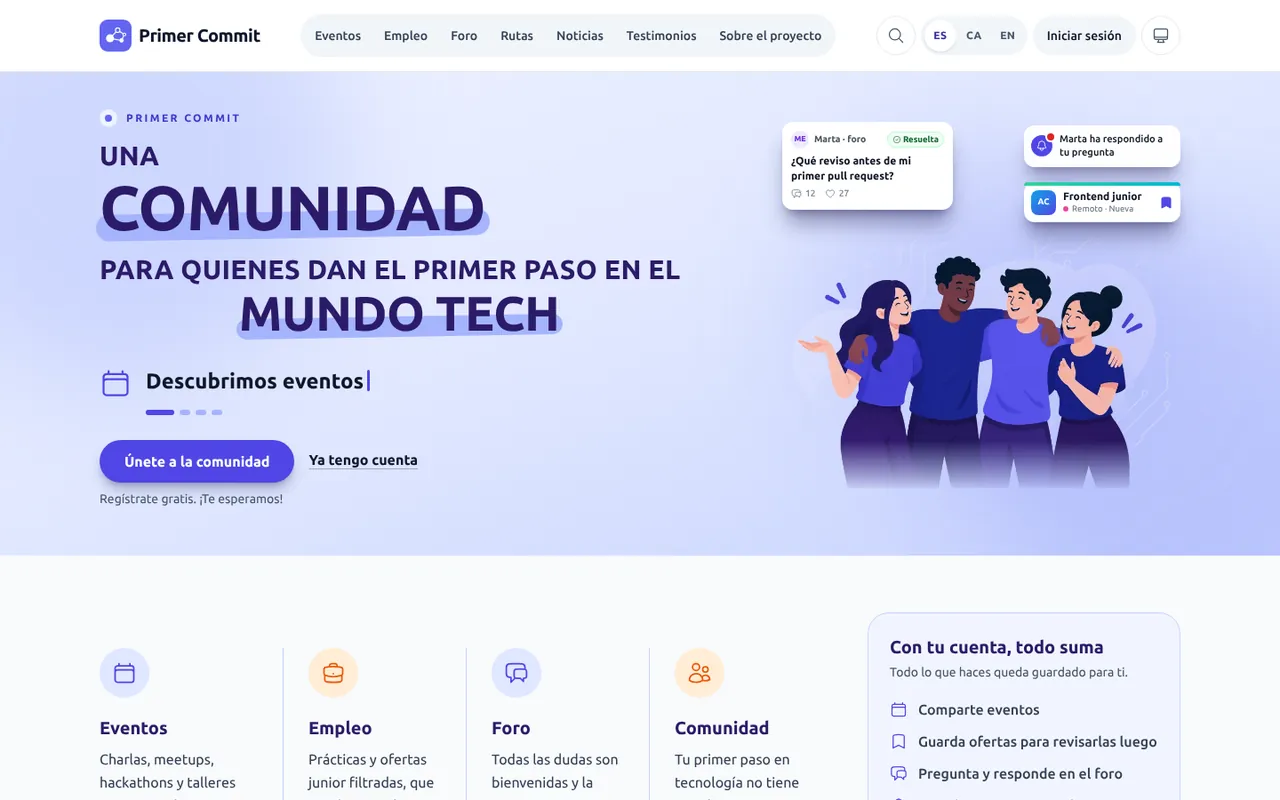 Primer Commit
Eventos
Empleo
Foro
Rutas
Noticias
Testimonios
Sobre el proyecto
ES
CA
EN
Iniciar sesión
PRIMER COMMIT
UNA
COMUNIDAD
PARA QUIENES DAN EL PRIMER PASO EN EL
MUNDO TECH
Descubrimos eventos
Únete a la comunidad
Ya tengo cuenta
Regístrate gratis. ¡Te esperamos!
ME
Marta · foro
Resuelta
¿Qué reviso antes de mi
primer pull request?
12
27
Marta ha respondido a
tu pregunta
AC
Frontend junior
Remoto · Nueva
Eventos
Charlas, meetups,
hackathons y talleres
Empleo
Prácticas y ofertas
junior filtradas, que
Foro
Todas las dudas son
bienvenidas y la
Comunidad
Tu primer paso en
tecnología no tiene
Con tu cuenta, todo suma
Todo lo que haces queda guardado para ti.
Comparte eventos
Guarda ofertas para revisarlas luego
Pregunta y responde en el foro